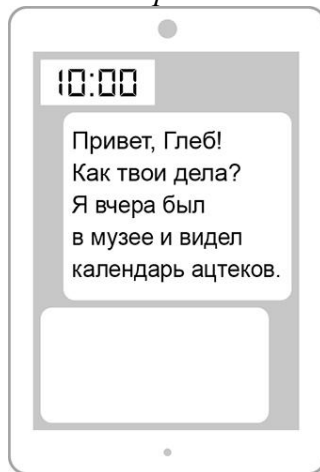 10:00
Привет, Глеб!
Как твои дела?
Я вчера был
в музее и видел
календарь ацтеков.